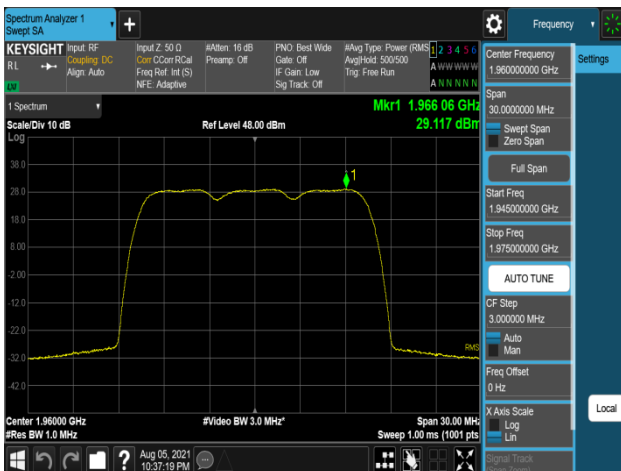 Spectrum Analyzer 1
Swept SA
Frequency
KEYSIGHT
RL
LW
Input: RF
Coupling: DC
Align: Auto
Input Z: 50 Ω
Corr CCorr RCal
Freq Ref: Int (S)
NFE: Adaptive
#Atten: 16 dB
Preamp: Off
PNO: Best Wide
Gate: Off
IF Gain: Low
Sig Track: Off
#Avg Type: Power (RMS
Avg|Hold: 500/500
Trig: Free Run
1 2 3 4 5 6
A W W W W W
A N N N N N
1 Spectrum
Scale/Div 10 dB
Log
Ref Level 48.00 dBm
Mkr1 1.966 06 GHz
29.117 dBm
38.0
28.0
18.0
8.00
-2.00
-12.0
-22.0
-32.0
-42.0
1
RMS
Center 1.96000 GHz
#Res BW 1.0 MHz
#Video BW 3.0 MHz*
Span 30.00 MHz
Sweep 1.00 ms (1001 pts)
Aug 05, 2021
10:37:19 PM
Center Frequency
1.960000000 GHz
Settings
Span
30.0000000 MHz
Swept Span
Zero Span
Full Span
Start Freq
1.945000000 GHz
Stop Freq
1.975000000 GHz
AUTO TUNE
CF Step
3.000000 MHz
Auto
Man
Freq Offset
0 Hz
X Axis Scale
Log
Lin
Local
Signal Track
(Span Zoom)